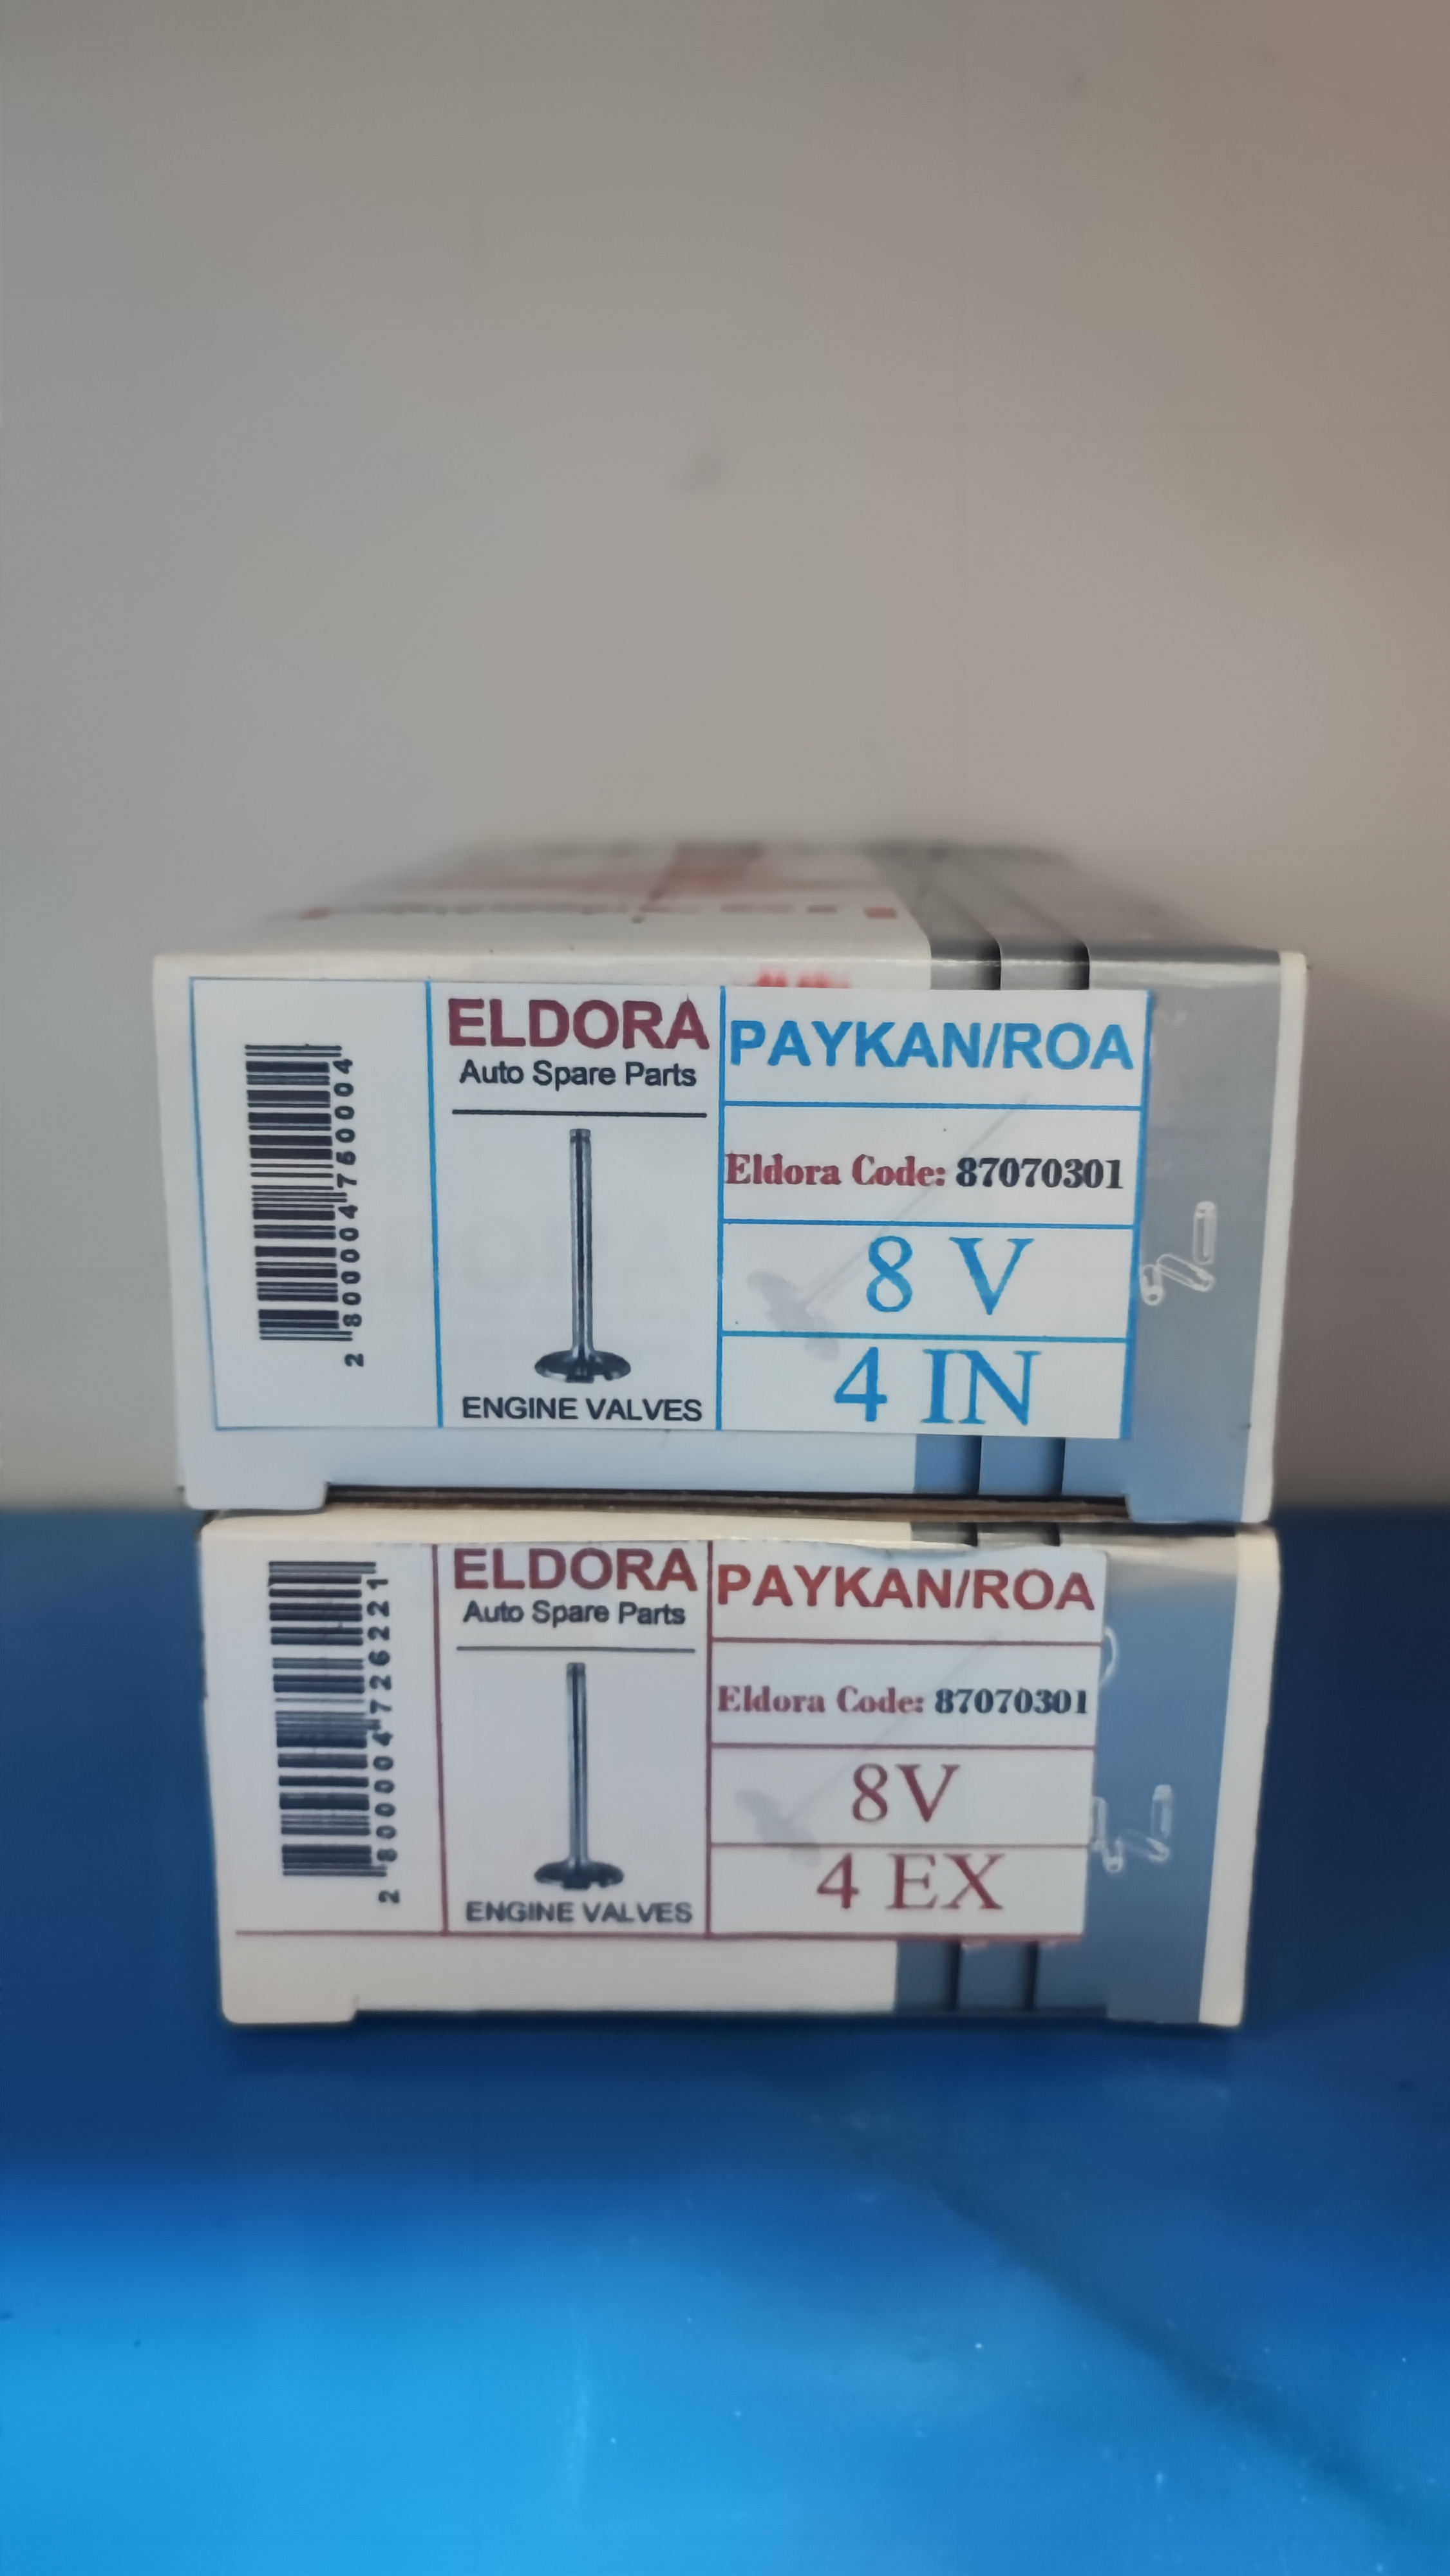 2 800004 750004
ELDORA
Auto Spare Parts
ENGINE VALVES
PAYKAN/ROA
Eldora Code: 87070301
8 V
4 IN
2 800004 726221
ELDORA
Auto Spare Parts
ENGINE VALVES
PAYKAN/ROA
Eldora Code: 87070301
8V
4 EX